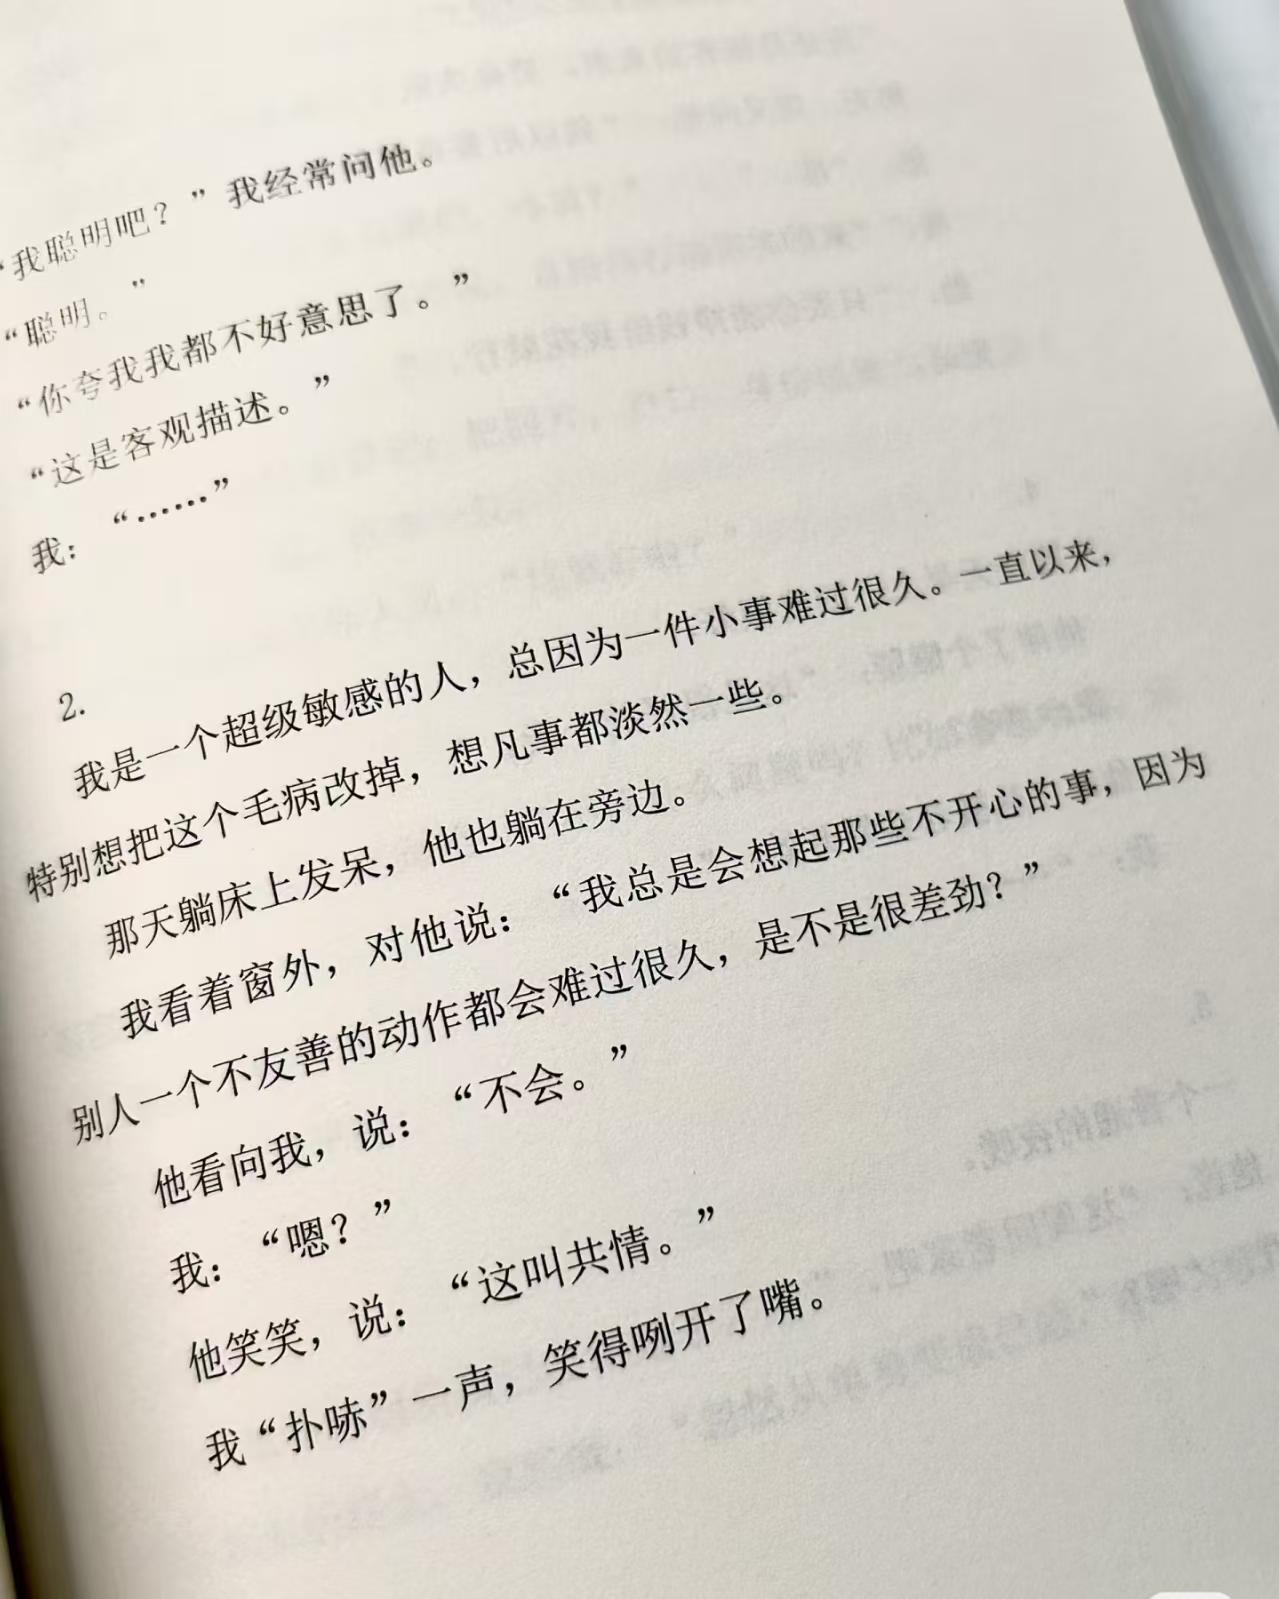 “我聪明吧？”我经常问他。
“聪明。”
“你夸我我都不好意思了。”
“这是客观描述。”
我：“……”
2.
我是一个超级敏感的人，总因为一件小事难过很久。一直以来，
特别想把这个毛病改掉，想凡事都淡然一些。
那天躺床上发呆，他也躺在旁边。
我看着窗外，对他说：“我总是会想起那些不开心的事，因为
别人一个不友善的动作都会难过很久，是不是很差劲？”
他看向我，说：“不会。”
我：“嗯？”
他笑笑，说：“这叫共情。”
我“扑哧”一声，笑得咧开了嘴。